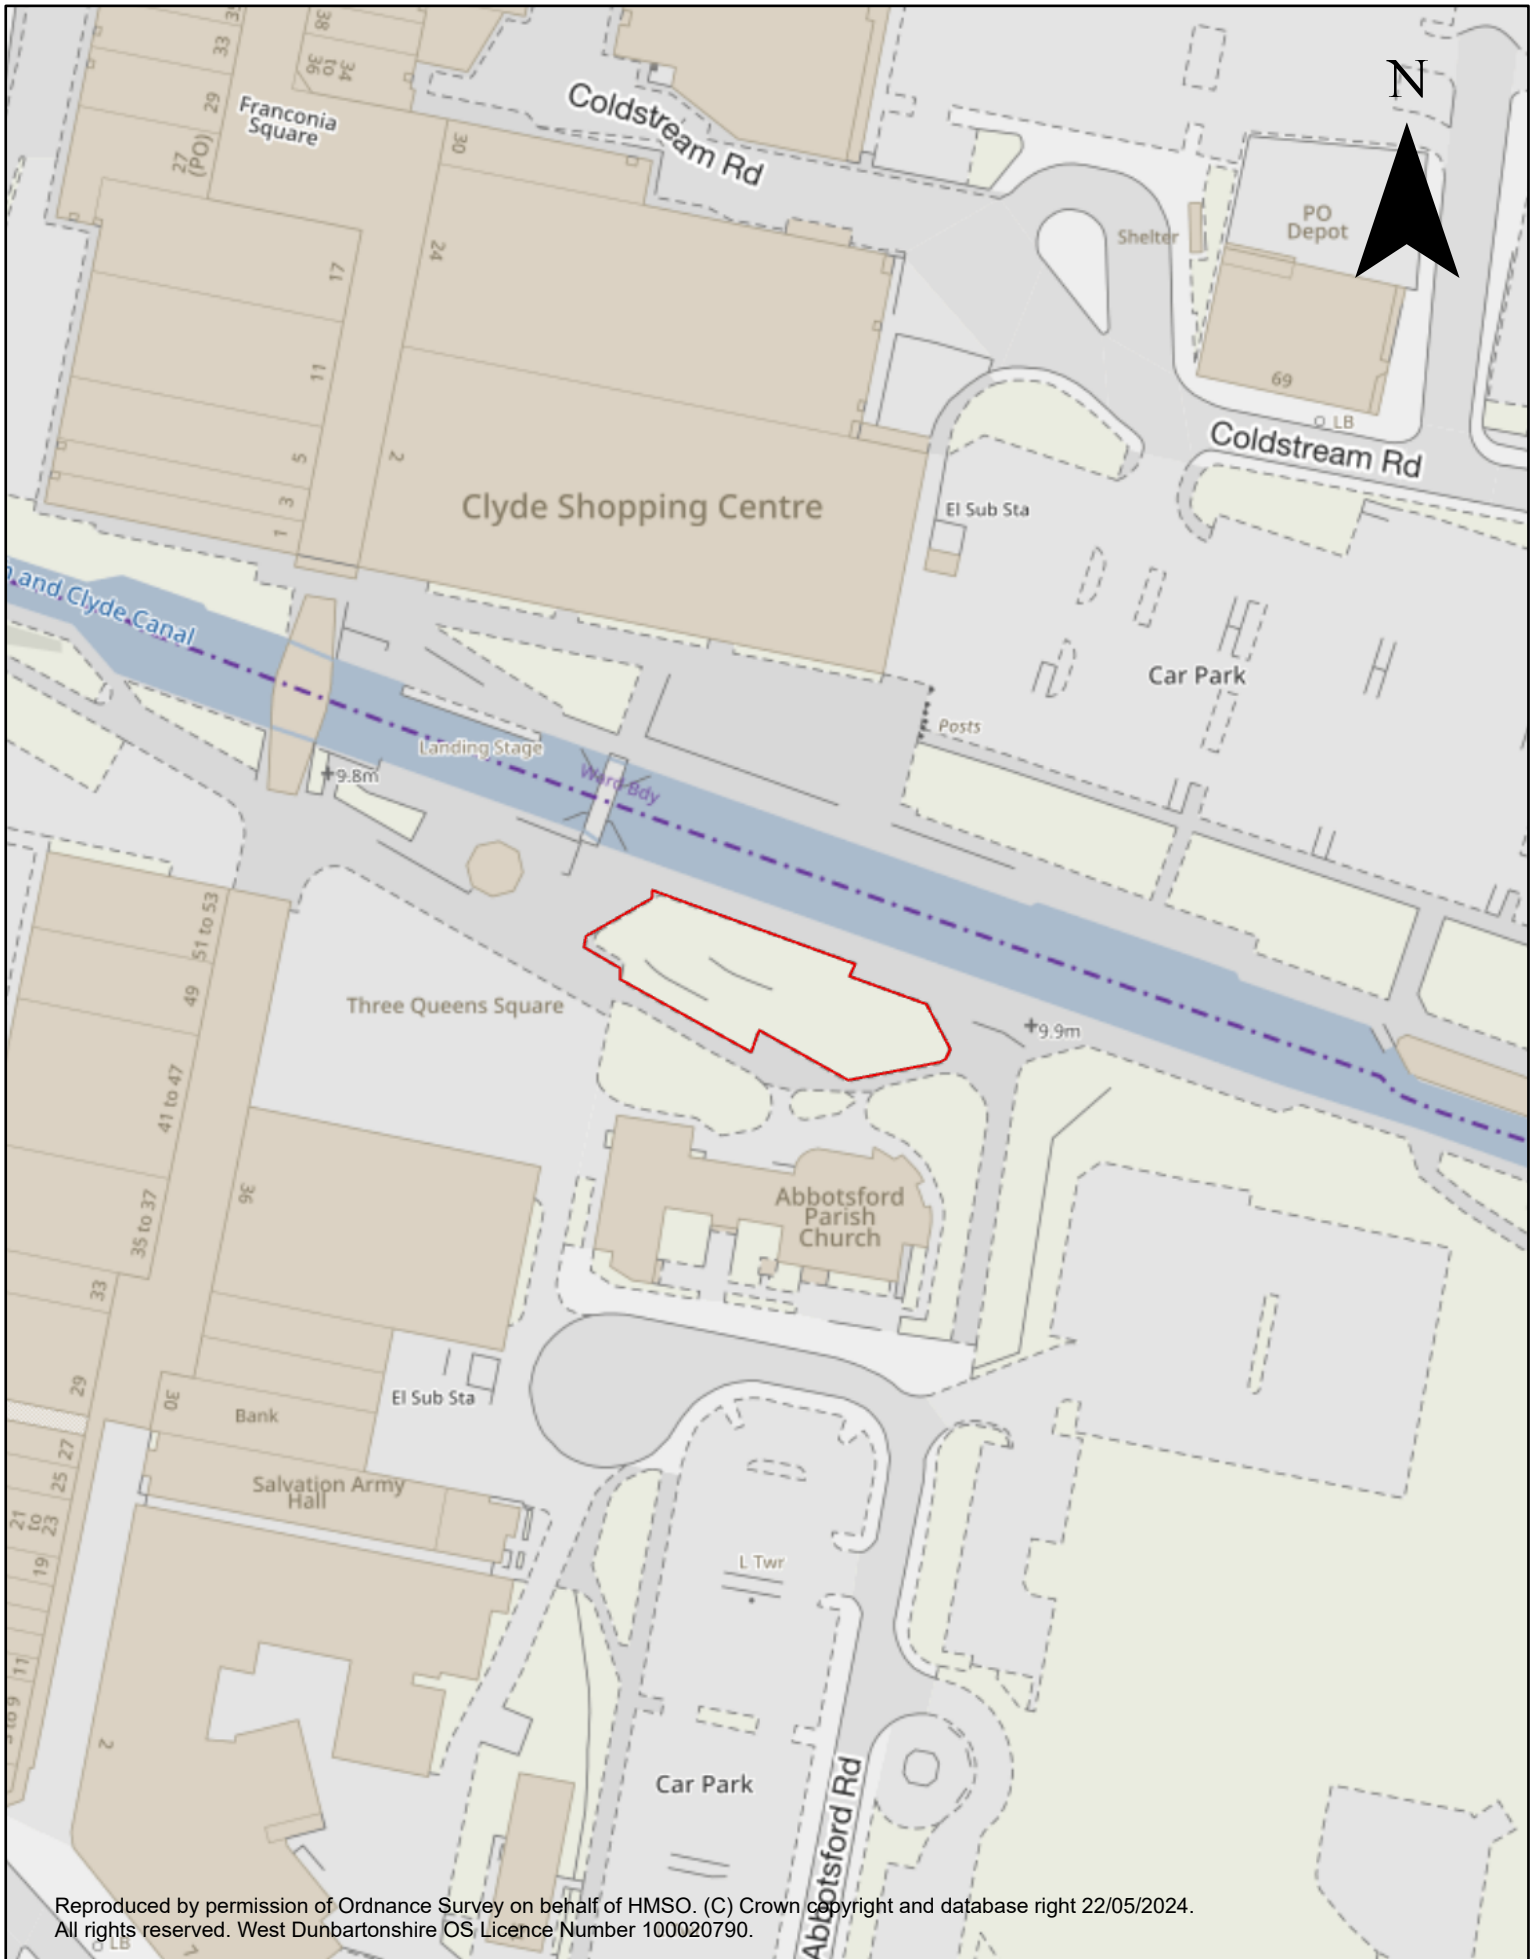 33
38
34
to
36
29
Franconia
Square
27
(PO)
30
Coldstream Rd
N
PO
Depot
Shelter
24
17
11
69
LB
Coldstream Rd
5
2
3
1
Clyde Shopping Centre
El Sub Sta
and Clyde Canal
Car Park
Posts
Landing Stage
9.8m
Ward Bdy
51 to 53
49
Three Queens Square
9.9m
41 to 47
36
35 to 37
Abbotsford
Parish
Church
33
29
30
Bank
El Sub Sta
27
25
Salvation Army
Hall
21
to
23
19
L Twr
11
to 9
2
Car Park
Abbotsford Rd
Reproduced by permission of Ordnance Survey on behalf of HMSO. (C) Crown copyright and database right 22/05/2024.
All rights reserved. West Dunbartonshire OS Licence Number 100020790.
LB
7